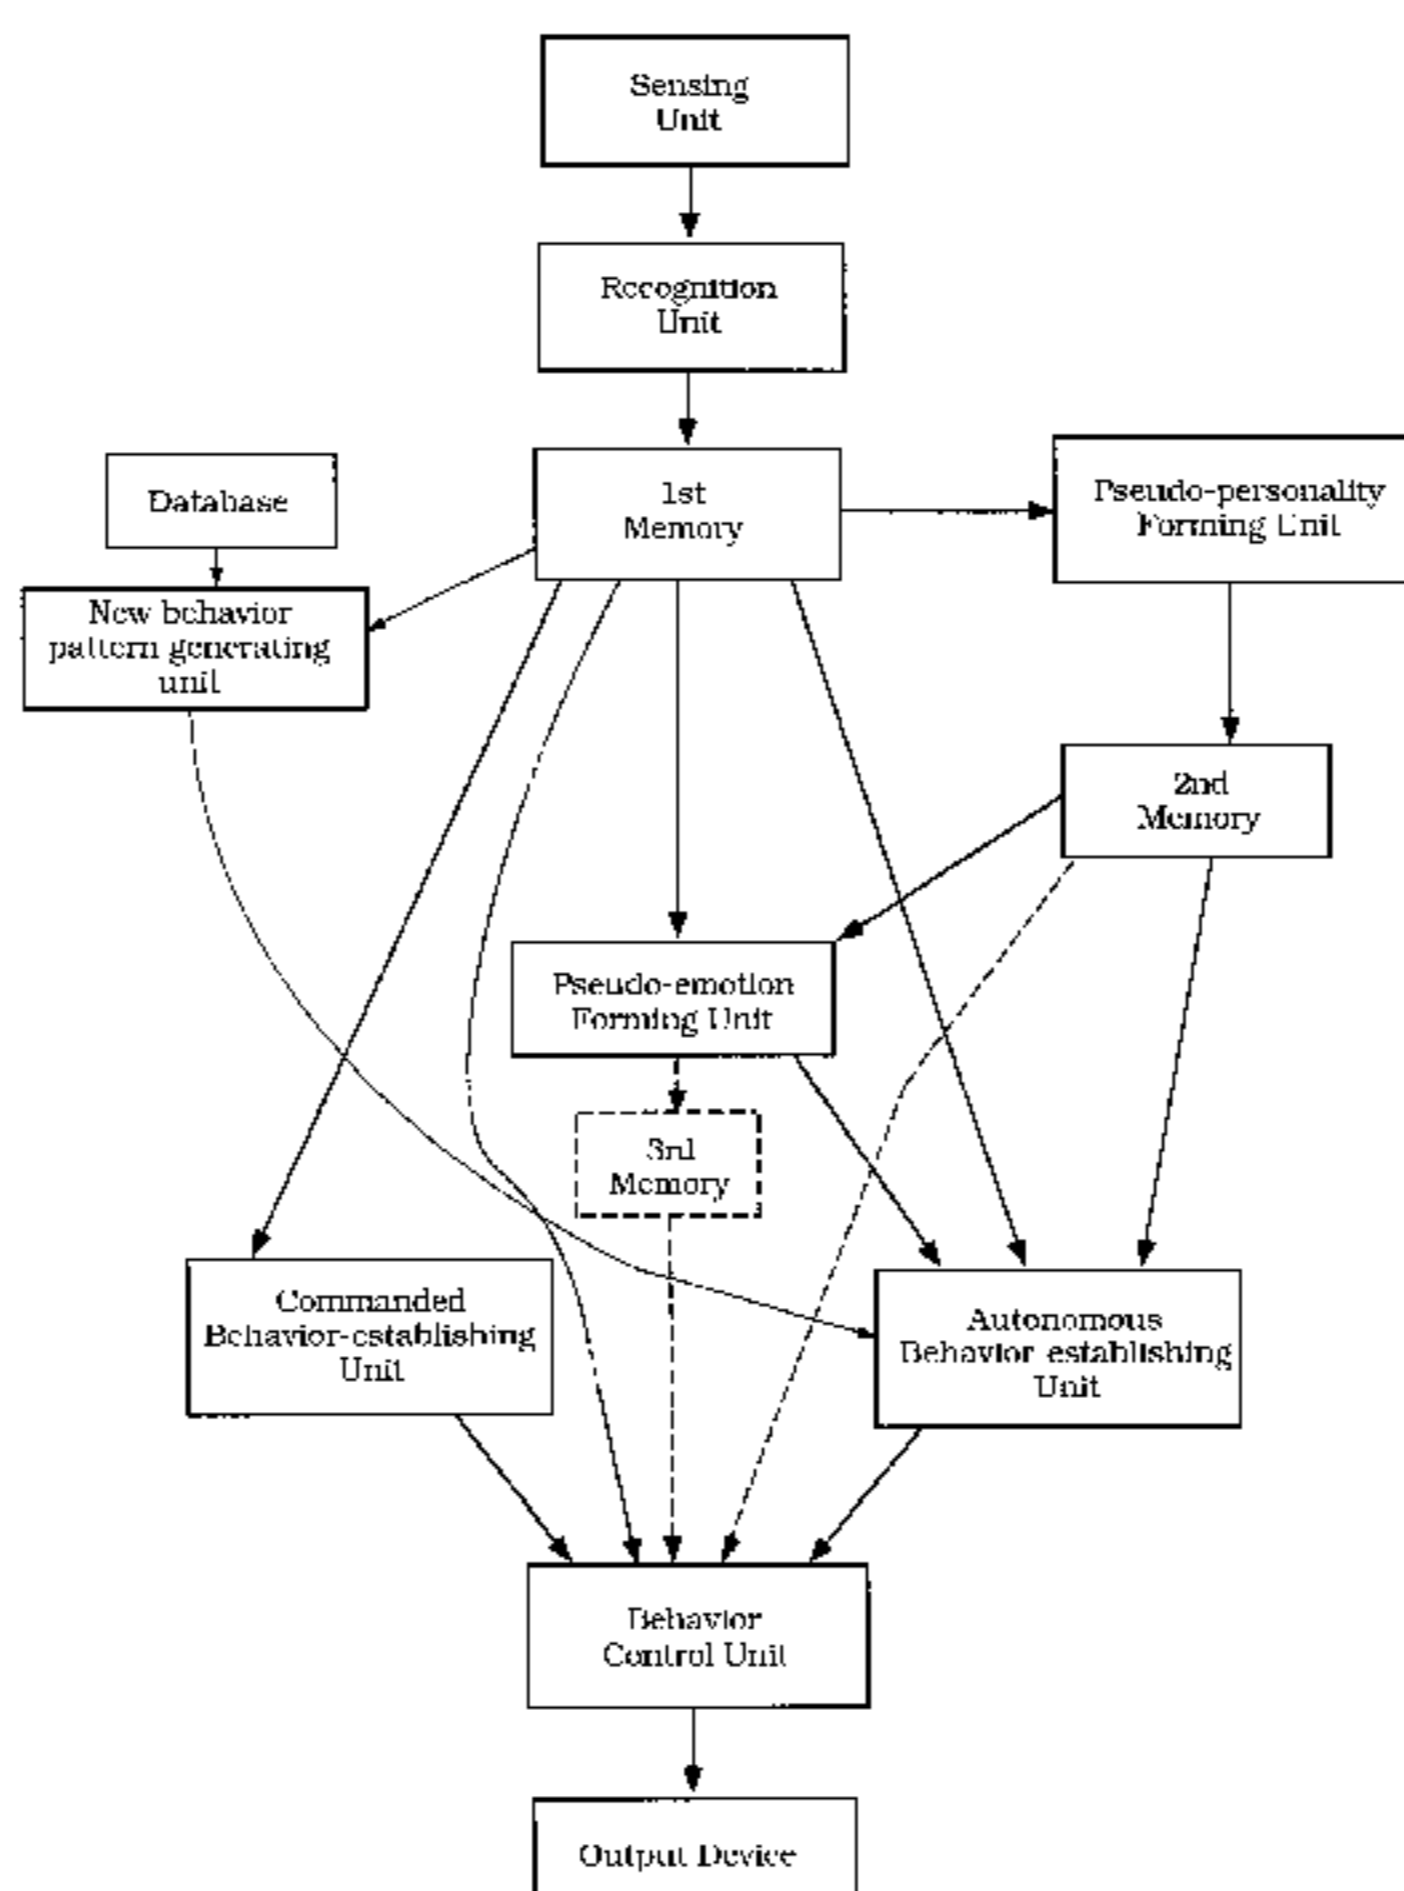 Sensing
Unit
Recognition
Unit
1st
Memory
Database
Pseudo-personality
Forming Unit
New behavior
pattern generating
unit
2nd
Memory
Pseudo-emotion
Forming Unit
3rd
Memory
Commanded
Behavior-establishing
Unit
Autonomous
Behavior establishing
Unit
Behavior
Control Unit
Output Device